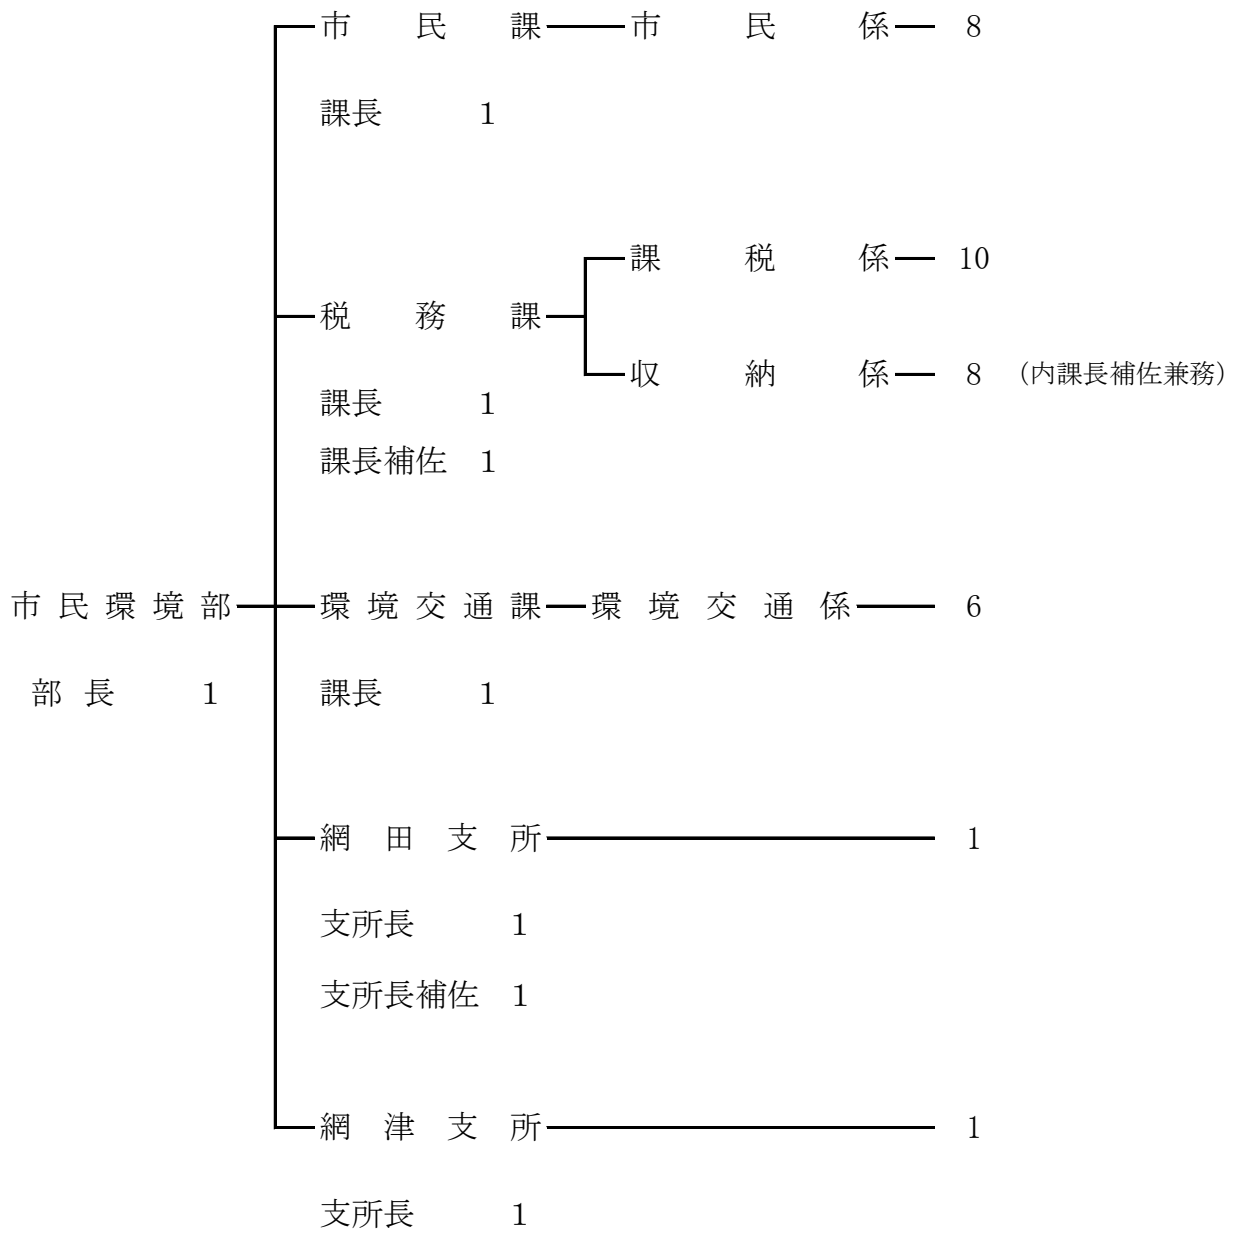 市民課 市民係 8
課長 1
課税係 10
税務課
収納係 8 (内課長補佐兼務)
課長 1
課長補佐 1
市民環境部 環境交通課 環境交通係 6
部長 1 課長 1
網田支所 1
支所長 1
支所長補佐 1
網津支所 1
支所長 1